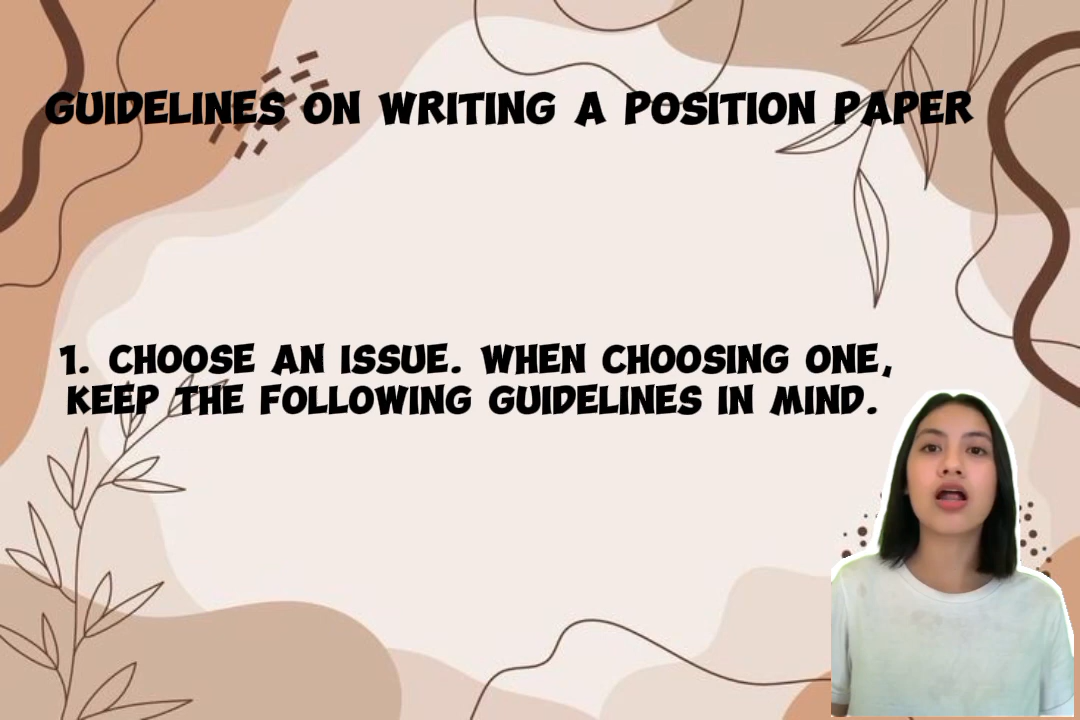 GUIDELINES ON WRITING A POSITION PAPER
1. CHOOSE AN ISSUE. WHEN CHOOSING ONE,
KEEP THE FOLLOWING GUIDELINES IN MIND.